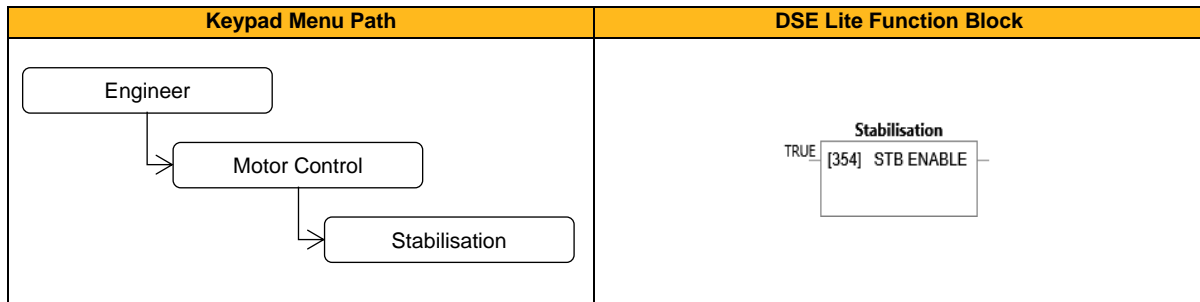 Keypad Menu Path
DSE Lite Function Block
Engineer
Motor Control
Stabilisation
Stabilisation
TRUE
[354] STB ENABLE